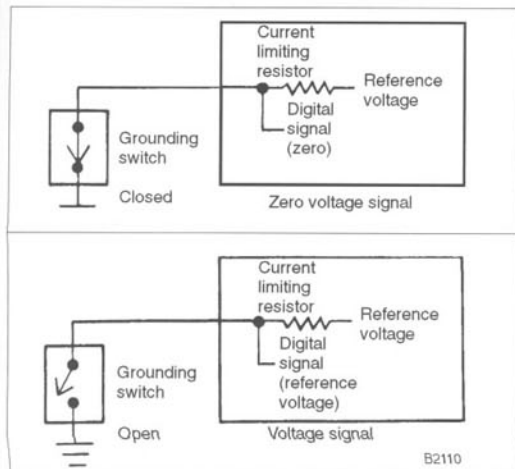 Current
limiting
resistor
Reference
voltage
Digital
signal
(zero)
Grounding
switch
Closed
Zero voltage signal
Current
limiting
resistor
Reference
voltage
Digital
signal
(reference
voltage)
Grounding
switch
Open
Voltage signal
B2110